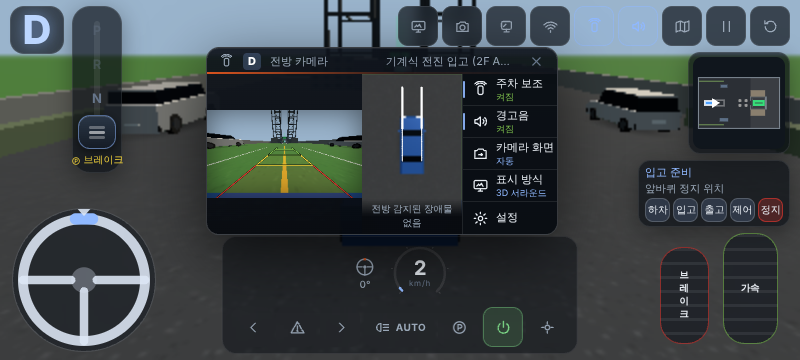 D
P
R
N
Ⓟ 브레이크
D 전방 카메라
기계식 전진 입고 (2F A...
전방 감지된 장애물
없음
주차 보조
켜짐
경고음
켜짐
카메라 화면
자동
표시 방식
3D 서라운드
설정
입고 준비
앞바퀴 정지 위치
하차 입고 출고 제어 정지
0°
2
km/h
AUTO
Ⓟ
브레이크
가속